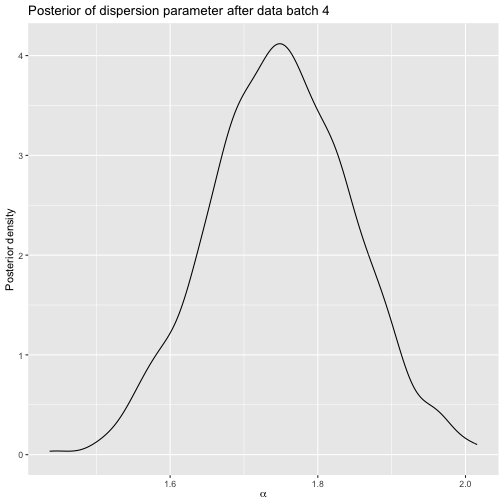 Posterior of dispersion parameter after data batch 4
Posterior density
4
3
2
1
0
1.6 1.8 2.0
α